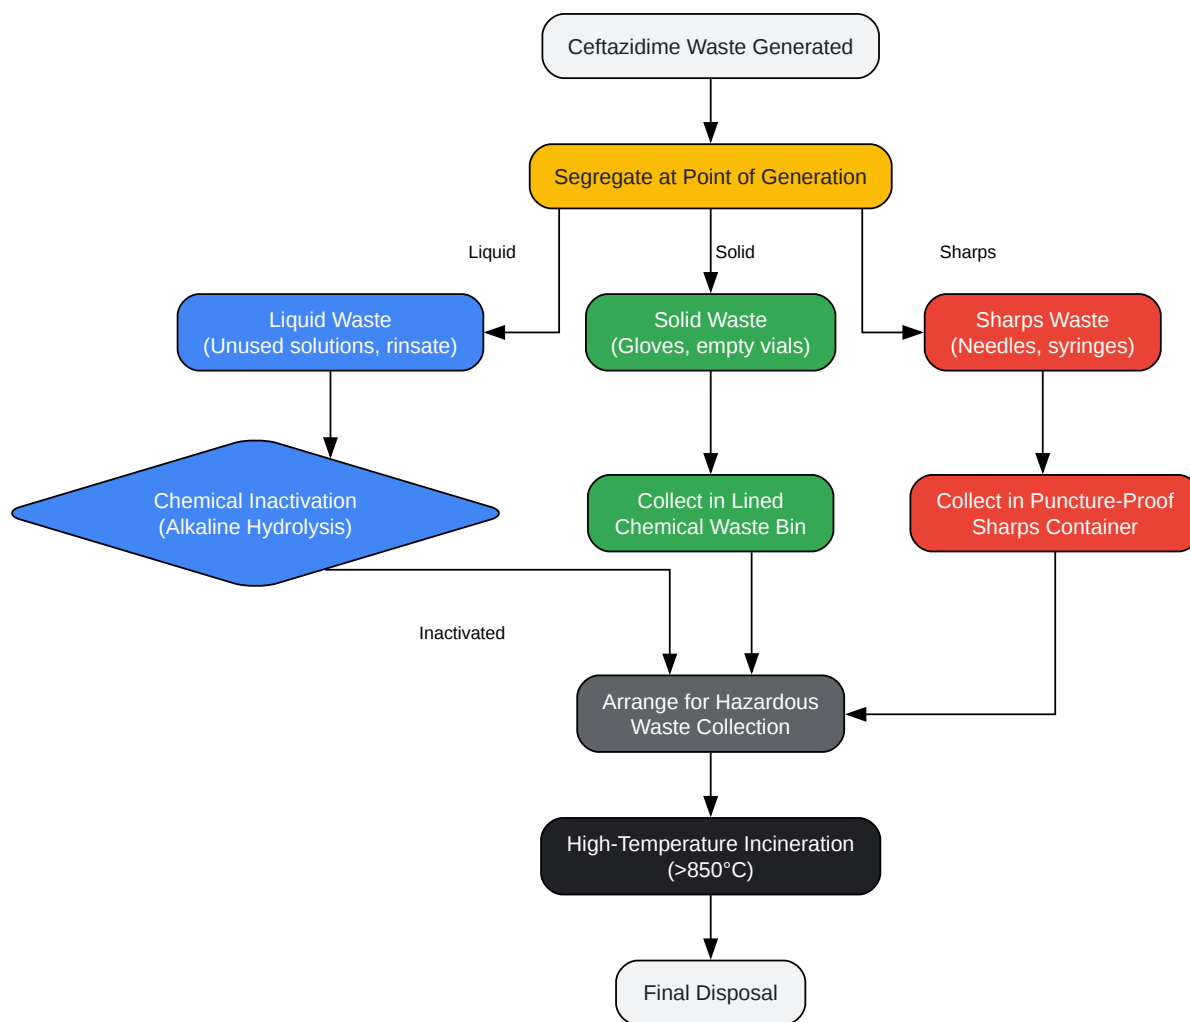 Ceftazidime Waste Generated
Segregate at Point of Generation
Liquid
Solid
Sharps
Liquid Waste
(Unused solutions, rinsate)
Solid Waste
(Gloves, empty vials)
Sharps Waste
(Needles, syringes)
Chemical Inactivation
(Alkaline Hydrolysis)
Collect in Lined
Chemical Waste Bin
Collect in Puncture-Proof
Sharps Container
Inactivated
Arrange for Hazardous
Waste Collection
High-Temperature Incineration
(>850°C)
Final Disposal